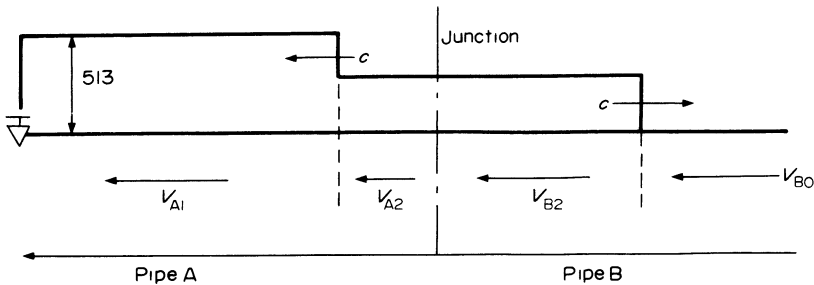 Junction
c
513
c
V_A1
V_A2
V_B2
V_B0
Pipe A
Pipe B